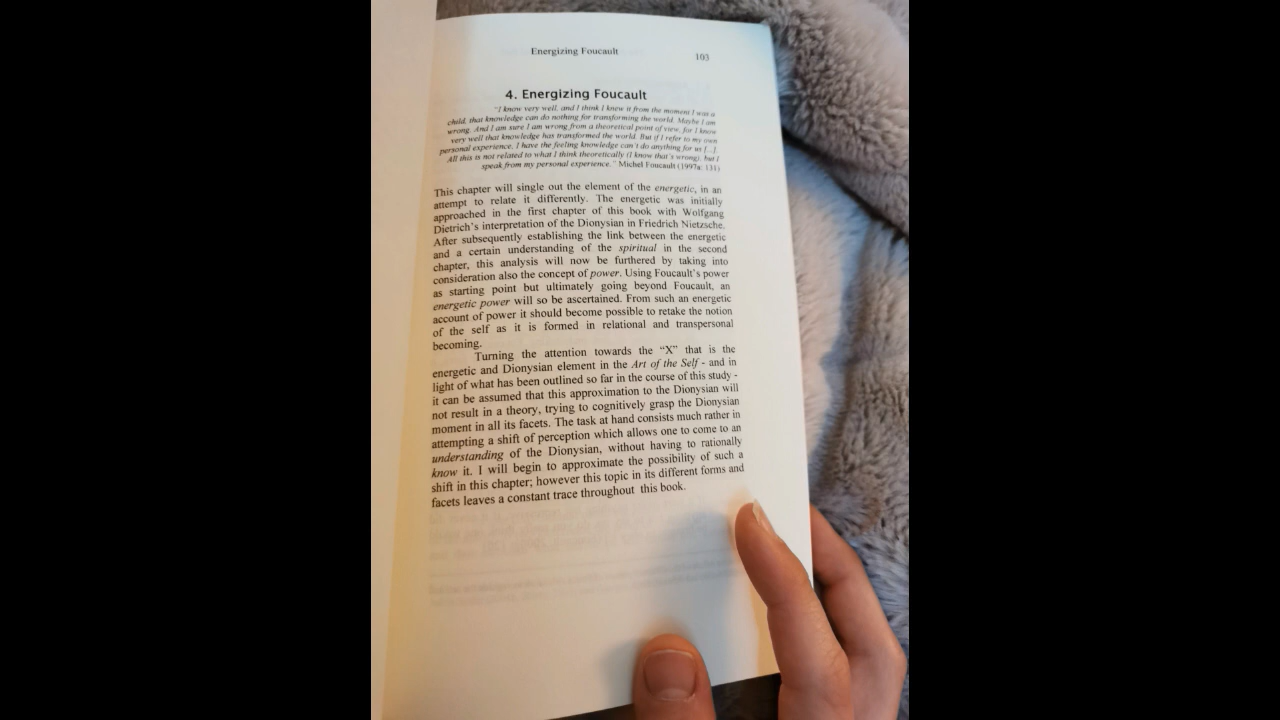 Energizing Foucault
103
4. Energizing Foucault
"I know very well, and I think I knew it from the moment I was a
child, that knowledge can do nothing for transforming the world. Maybe I am
wrong. And I am sure I am wrong from a theoretical point of view, for I know
very well that knowledge has transformed the world. But if I refer to my own
personal experience, I have the feeling knowledge can't do anything for us [...].
All this is not related to what I think theoretically (I know that's wrong), but I
speak from my personal experience." Michel Foucault (1997a: 131)
This chapter will single out the element of the energetic, in an
attempt to relate it differently. The energetic was initially
approached in the first chapter of this book with Wolfgang
Dietrich's interpretation of the Dionysian in Friedrich Nietzsche.
After subsequently establishing the link between the energetic
and a certain understanding of the spiritual in the second
chapter, this analysis will now be furthered by taking into
consideration also the concept of power. Using Foucault's power
as starting point but ultimately going beyond Foucault, an
energetic power will so be ascertained. From such an energetic
account of power it should become possible to retake the notion
of the self as it is formed in relational and transpersonal
becoming.
Turning the attention towards the "X" that is the
energetic and Dionysian element in the Art of the Self - and in
light of what has been outlined so far in the course of this study -
it can be assumed that this approximation to the Dionysian will
not result in a theory, trying to cognitively grasp the Dionysian
moment in all its facets. The task at hand consists much rather in
attempting a shift of perception which allows one to come to an
understanding of the Dionysian, without having to rationally
know it. I will begin to approximate the possibility of such a
shift in this chapter; however this topic in its different forms and
facets leaves a constant trace throughout this book.